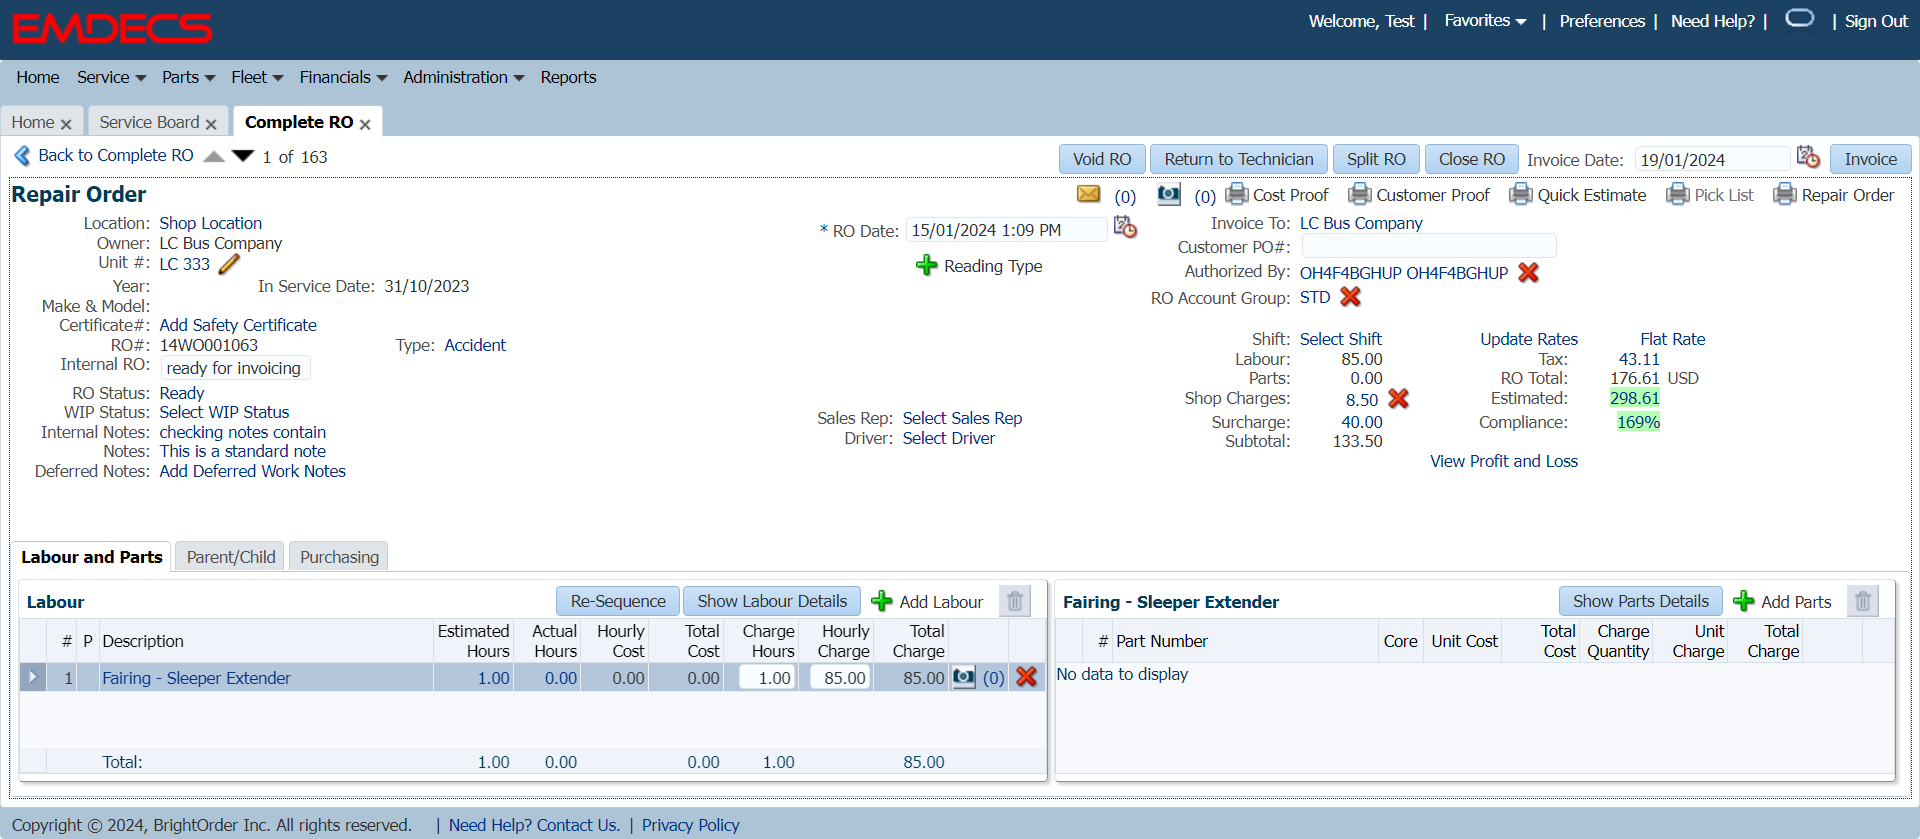 EMDECS
Welcome, Test | Favorites | Preferences | Need Help? | | Sign Out
Home Service Parts Fleet Financials Administration Reports
Home Service Board Complete RO
Back to Complete RO 1 of 163 Void RO Return to Technician Split RO Close RO Invoice Date: 19/01/2024 Invoice
Repair Order (0) (0) Cost Proof Customer Proof Quick Estimate Pick List Repair Order
Location: Shop Location
Owner: LC Bus Company
Unit #: LC 333
Year: In Service Date: 31/10/2023
Make & Model:
Certificate#: Add Safety Certificate
RO#: 14WO001063 Type: Accident
Internal RO: ready for invoicing
RO Status: Ready
WIP Status: Select WIP Status
Internal Notes: checking notes contain
Notes: This is a standard note
Deferred Notes: Add Deferred Work Notes
* RO Date: 15/01/2024 1:09 PM
Reading Type
Sales Rep: Select Sales Rep
Driver: Select Driver
Invoice To: LC Bus Company
Customer PO#:
Authorized By: OH4F4BGHUP OH4F4BGHUP
RO Account Group: STD
Shift: Select Shift Update Rates Flat Rate
Labour: 85.00 Tax: 43.11
Parts: 0.00 RO Total: 176.61 USD
Shop Charges: 8.50 Estimated: 298.61
Surcharge: 40.00 Compliance: 169%
Subtotal: 133.50
View Profit and Loss
Labour and Parts Parent/Child Purchasing
Labour Re-Sequence Show Labour Details Add Labour
# P Description Estimated Hours Actual Hours Hourly Cost Total Cost Charge Hours Hourly Charge Total Charge
1 Fairing - Sleeper Extender 1.00 0.00 0.00 0.00 1.00 85.00 85.00 (0)
Total: 1.00 0.00 0.00 1.00 85.00
Fairing - Sleeper Extender Show Parts Details Add Parts
# Part Number Core Unit Cost Total Cost Charge Quantity Unit Charge Total Charge
No data to display
Copyright © 2024, BrightOrder Inc. All rights reserved. | Need Help? Contact Us. | Privacy Policy